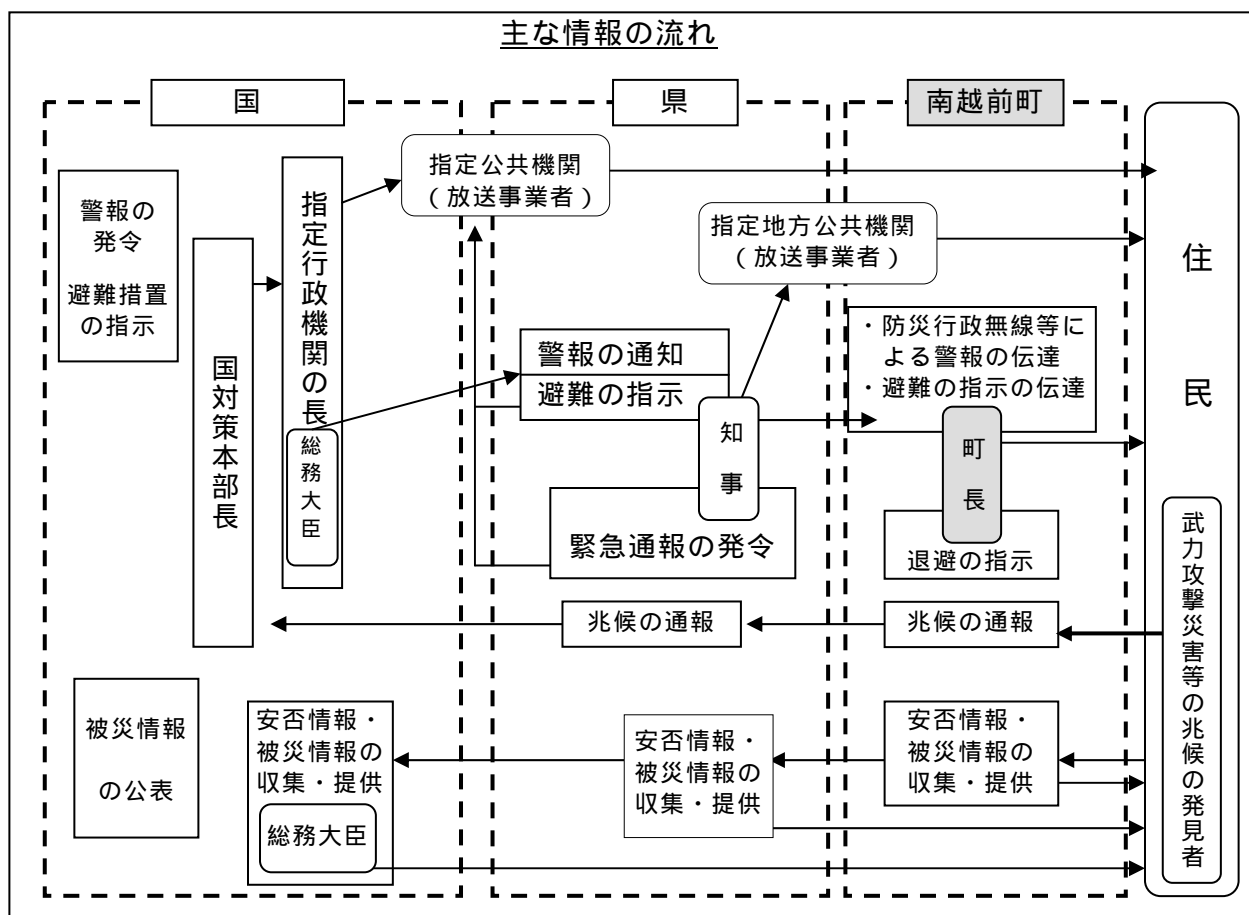 主な情報の流れ
国
県
南越前町
警報の
発令
避難措置
の指示
国対策本部長
指定行政機関の長
総務大臣
指定公共機関
(放送事業者)
指定地方公共機関
(放送事業者)
警報の通知
避難の指示
知事
緊急通報の発令
・防災行政無線等に
よる警報の伝達
・避難の指示の伝達
町長
退避の指示
住民
武力攻撃災害等の兆候の発見者
兆候の通報
兆候の通報
被災情報
の公表
安否情報・
被災情報の
収集・提供
総務大臣
安否情報・
被災情報の
収集・提供
安否情報・
被災情報の
収集・提供